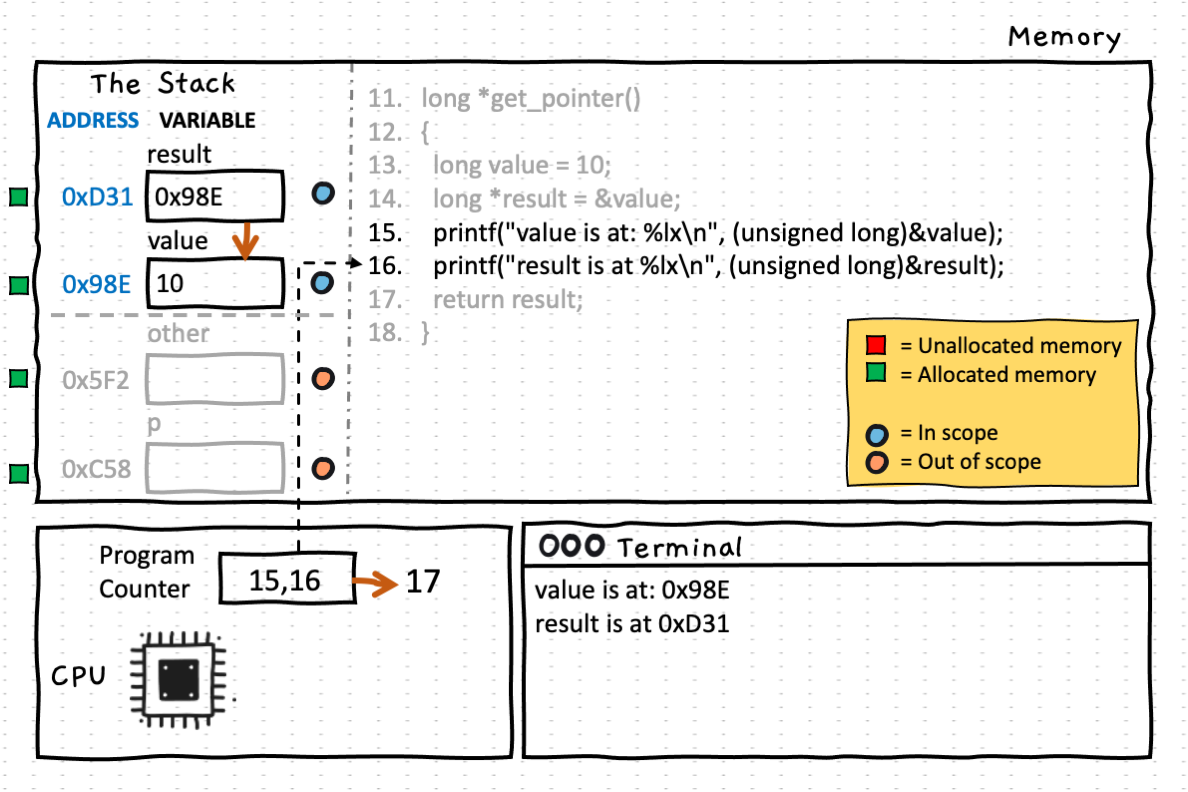 Memory
The Stack
ADDRESS VARIABLE
result
0xD31 0x98E
value
0x98E 10
other
0x5F2
p
0xC58
11. long *get_pointer()
12. {
13. long value = 10;
14. long *result = &value;
15. printf("value is at: %lx\n", (unsigned long)&value);
16. printf("result is at %lx\n", (unsigned long)&result);
17. return result;
18. }
= Unallocated memory
= Allocated memory
= In scope
= Out of scope
Program
Counter
15,16 17
CPU
Terminal
value is at: 0x98E
result is at 0xD31